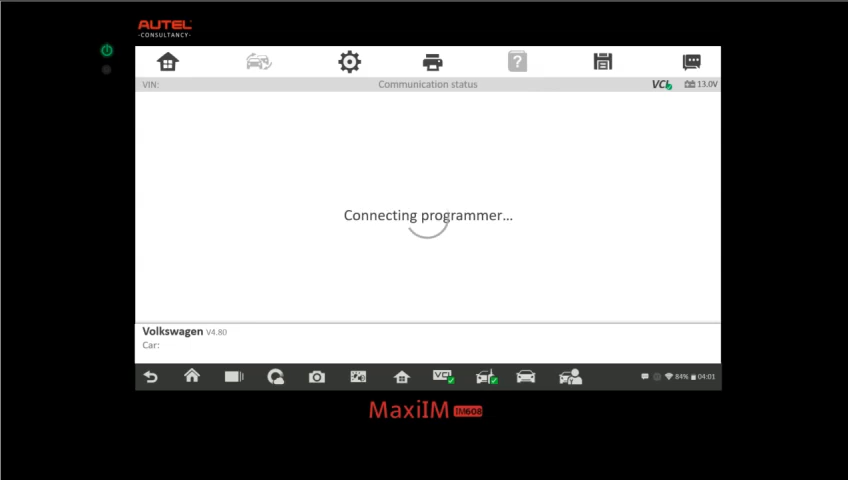 AUTEL
-CONSULTANCY-
?
VIN:
Communication status
VCI
13.0V
Connecting programmer...
Volkswagen V4.80
Car:
VCI
84% 04:01
MaxiIM IM608